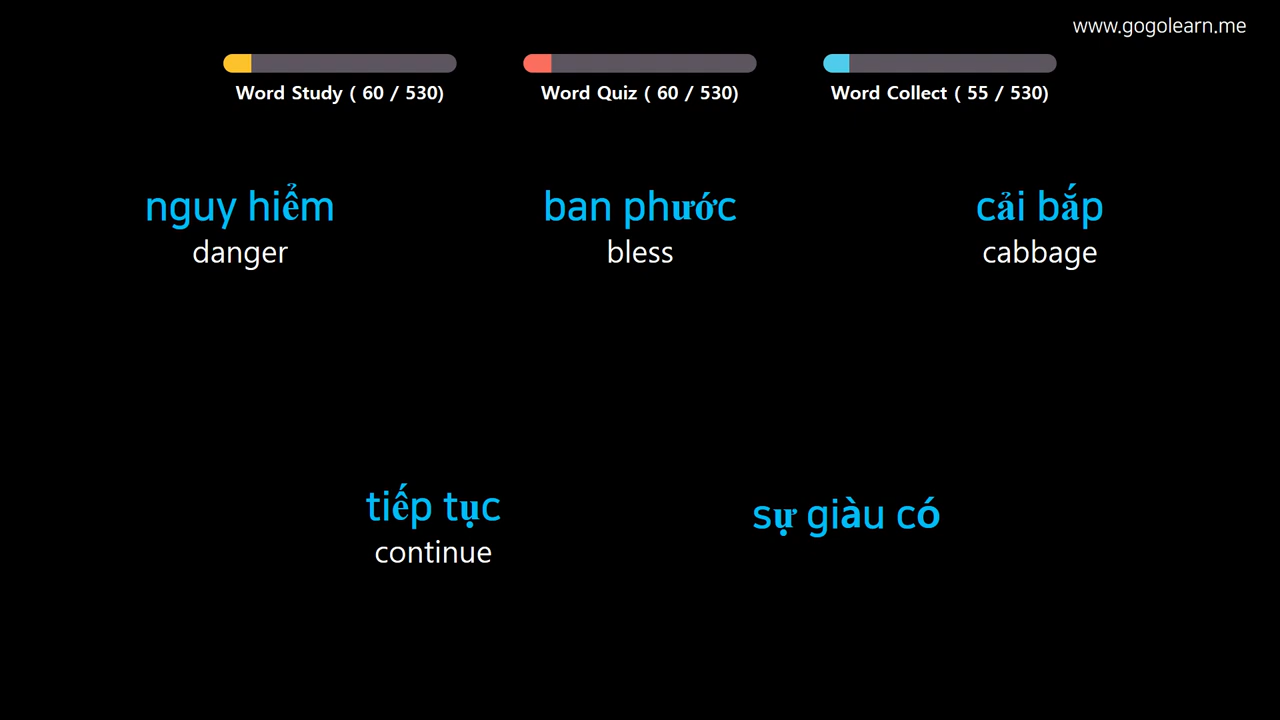 www.gogolearn.me
Word Study ( 60 / 530)
Word Quiz ( 60 / 530)
Word Collect ( 55 / 530)
nguy hiểm
danger
ban phước
bless
cải bắp
cabbage
tiếp tục
continue
sự giàu có